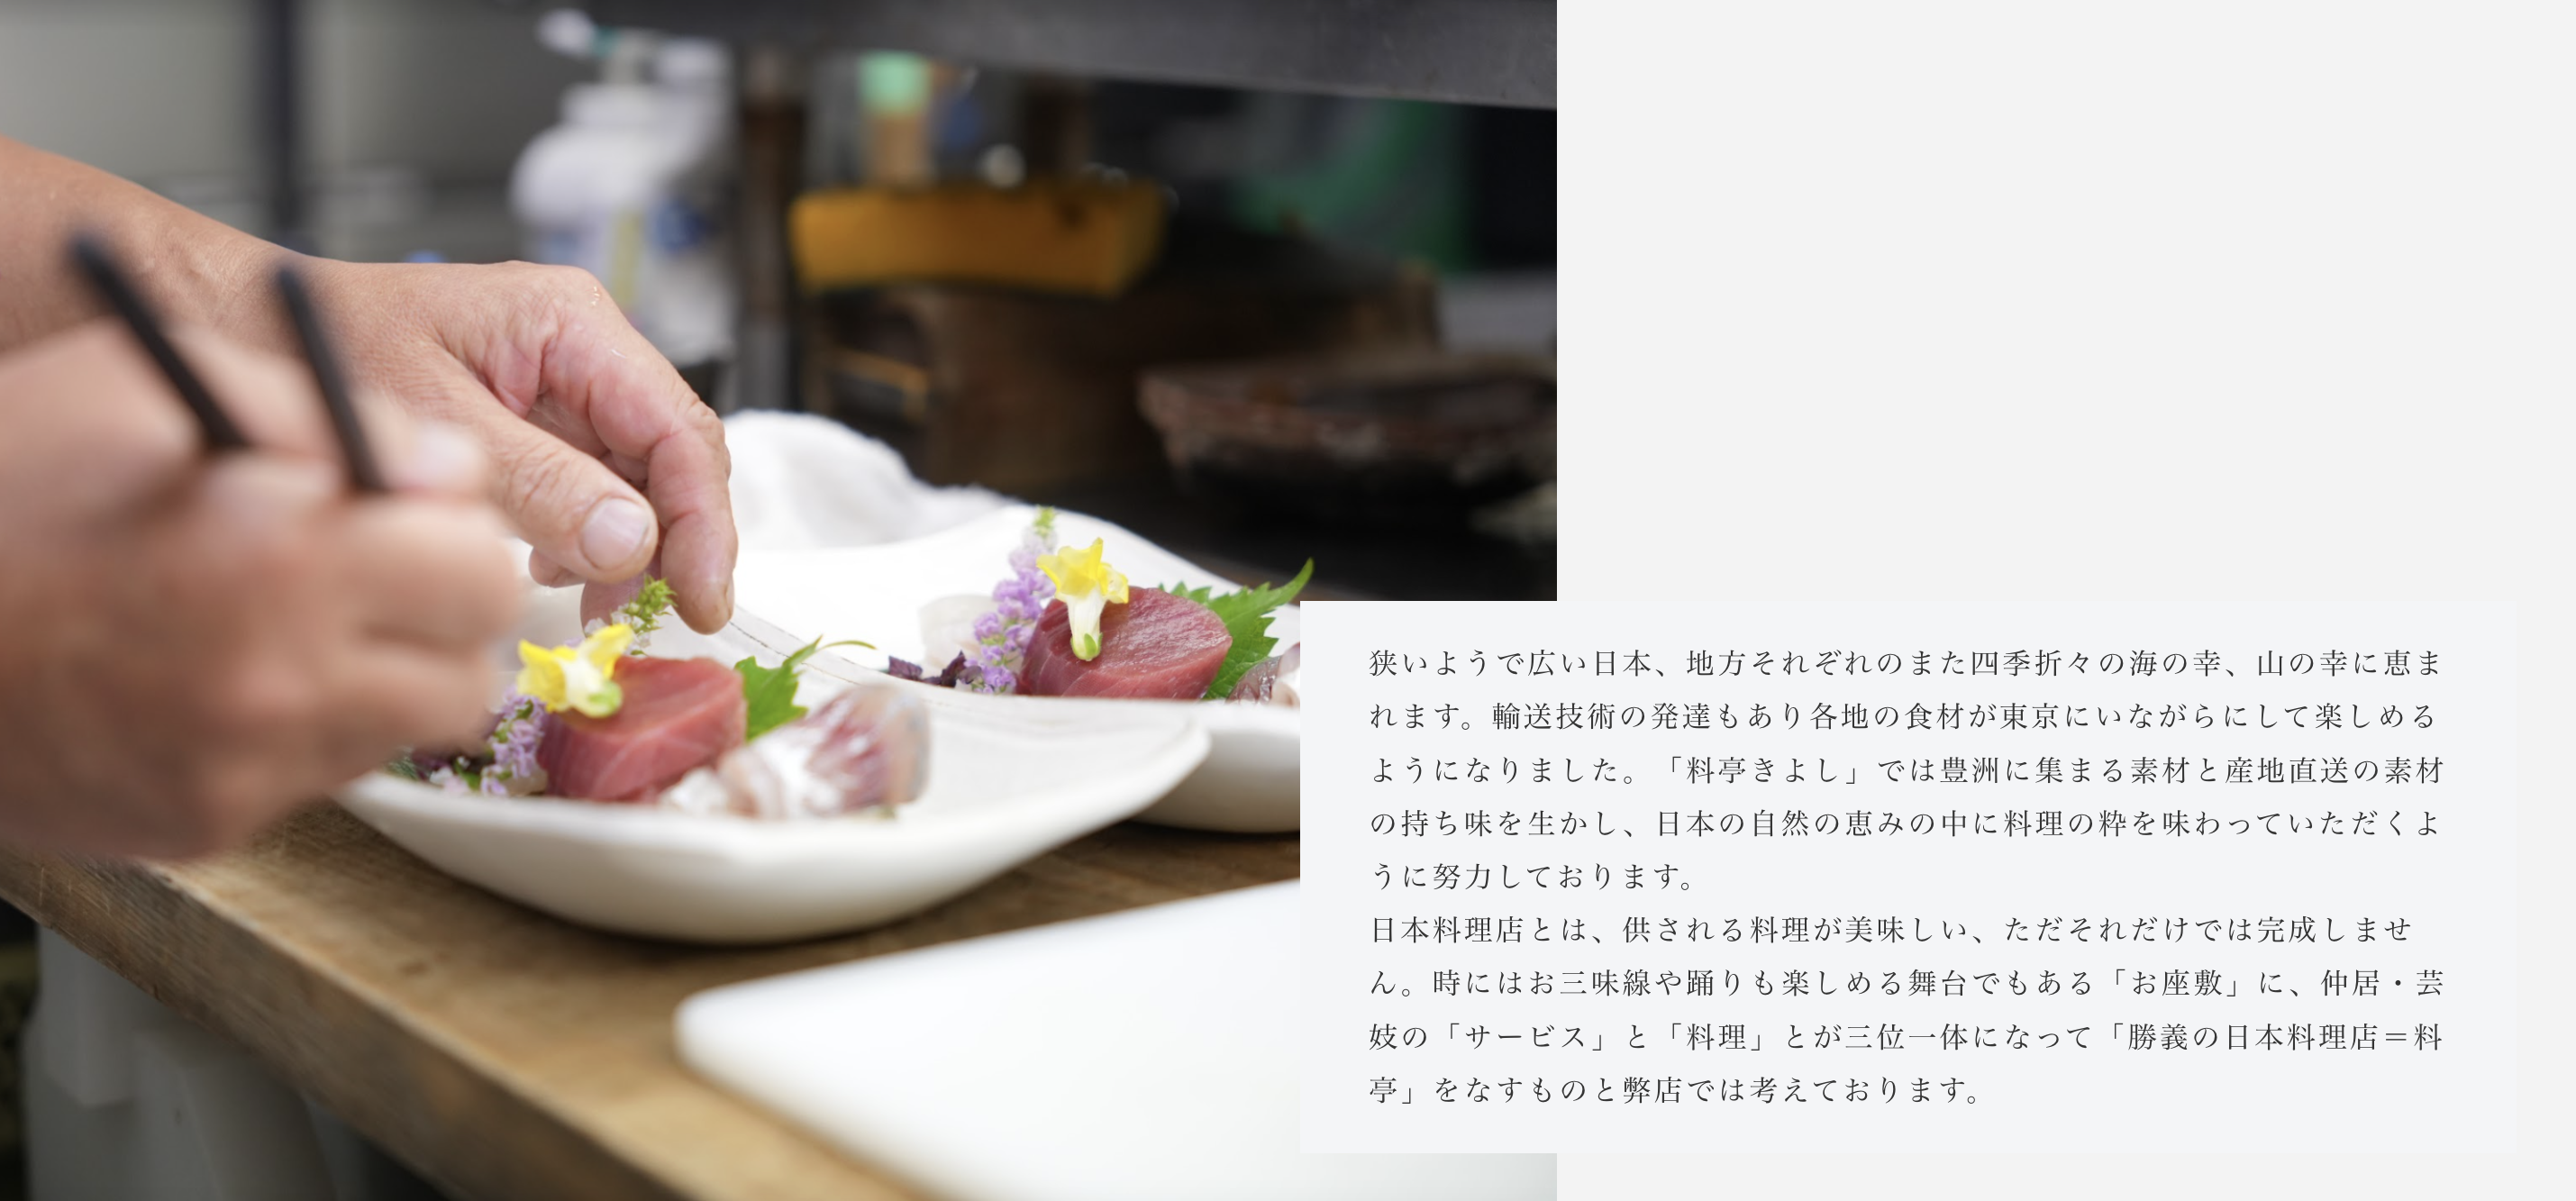 狭いようで広い日本、地方それぞれのまた四季折々の海の幸、山の幸に恵ま
れます。輸送技術の発達もあり各地の食材が東京にいながらにして楽しめる
ようになりました。「料亭きよし」では豊洲に集まる素材と産地直送の素材
の持ち味を生かし、日本の自然の恵みの中に料理の粋を味わっていただくよ
うに努力しております。
日本料理店とは、供される料理が美味しい、ただそれだけでは完成しませ
ん。時にはお三味線や踊りも楽しめる舞台でもある「お座敷」に、仲居・芸
妓の「サービス」と「料理」とが三位一体になって「勝義の日本料理店＝料
亭」をなすものと弊店では考えております。